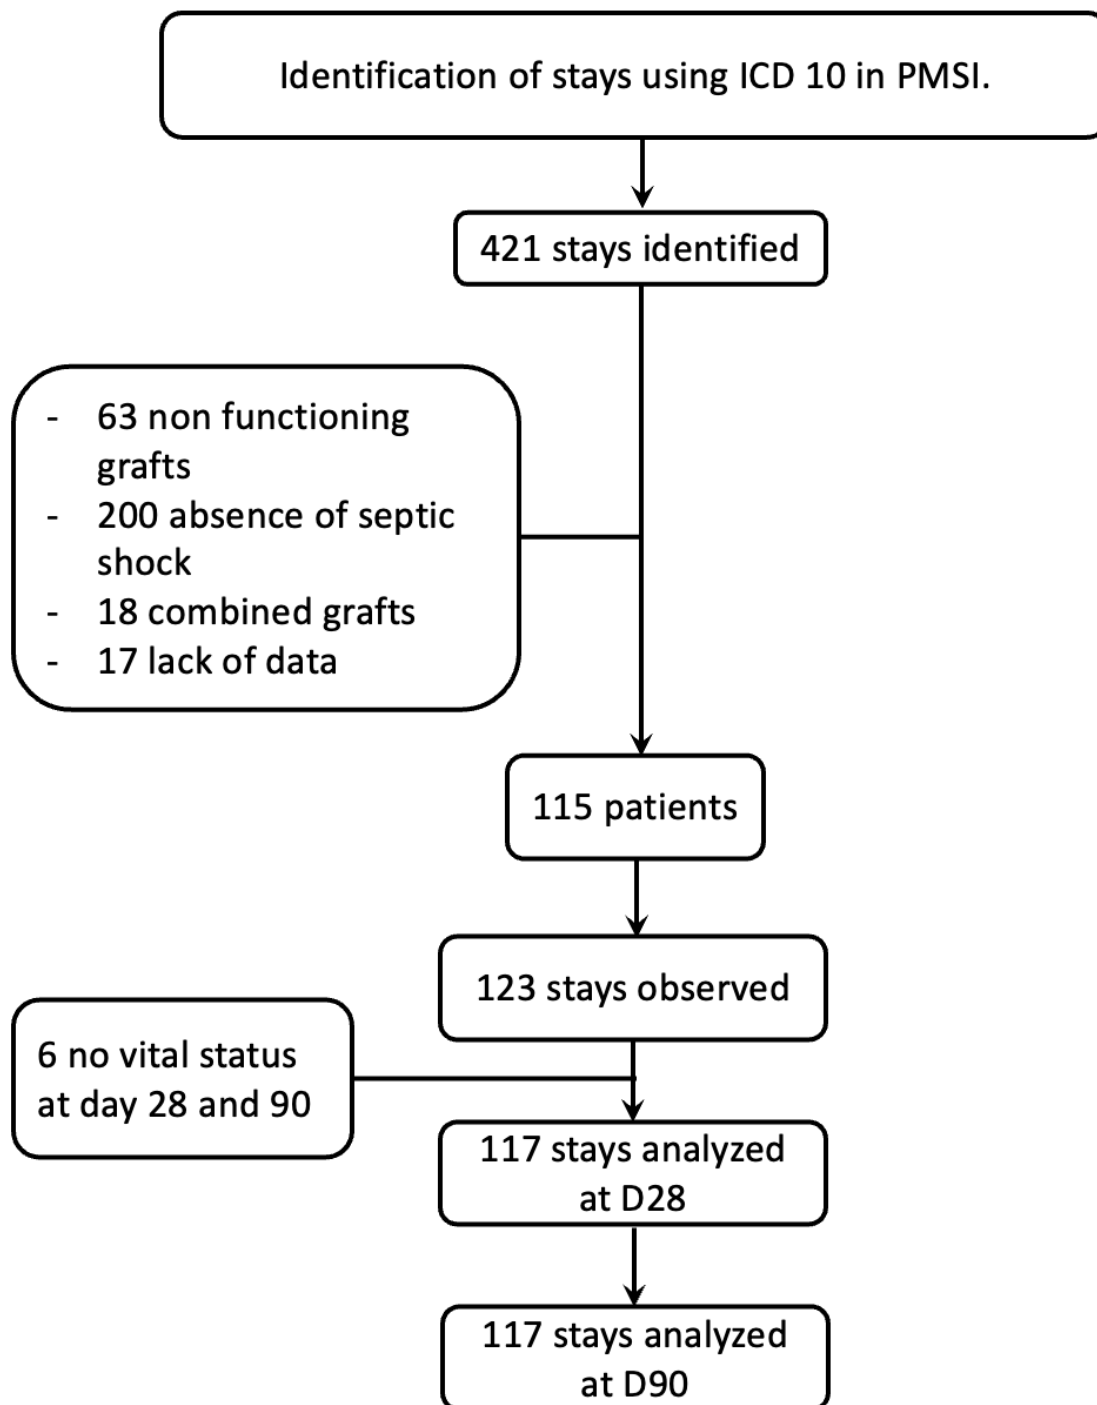 Identification of stays using ICD 10 in PMSI.
421 stays identified
- 63 non functioning
grafts
- 200 absence of septic
shock
- 18 combined grafts
- 17 lack of data
115 patients
123 stays observed
6 no vital status
at day 28 and 90
117 stays analyzed
at D28
117 stays analyzed
at D90